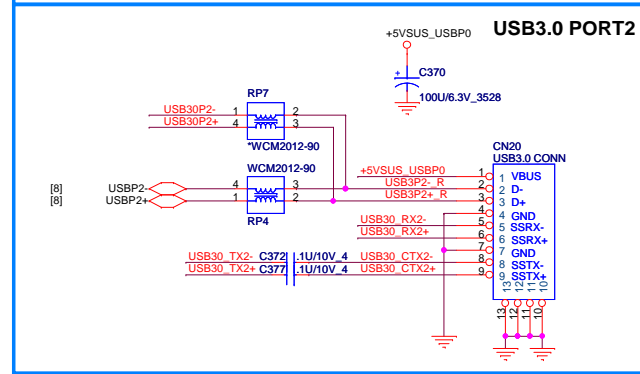 USB3.0 PORT2
+5VSUS_USBP0
+ C370
100U/6.3V_3528
RP7
USB30P2- 1 2
USB30P2+ 4 3
*WCM2012-90
WCM2012-90
[8] USBP2- 4 3
[8] USBP2+ 1 2
RP4
CN20
USB3.0 CONN
+5VSUS_USBP0 1 1 VBUS
USB3P2-_R 2 2 D-
USB3P2+_R 3 3 D+
4 4 GND
USB30_RX2- 5 5 SSRX-
USB30_RX2+ 6 6 SSRX+
7 7 GND
USB30_TX2- C372 .1U/10V_4 USB30_CTX2- 8 8 SSTX-
USB30_TX2+ C377 .1U/10V_4 USB30_CTX2+ 9 9 SSTX+
13 12 11 10
13 12 11 10